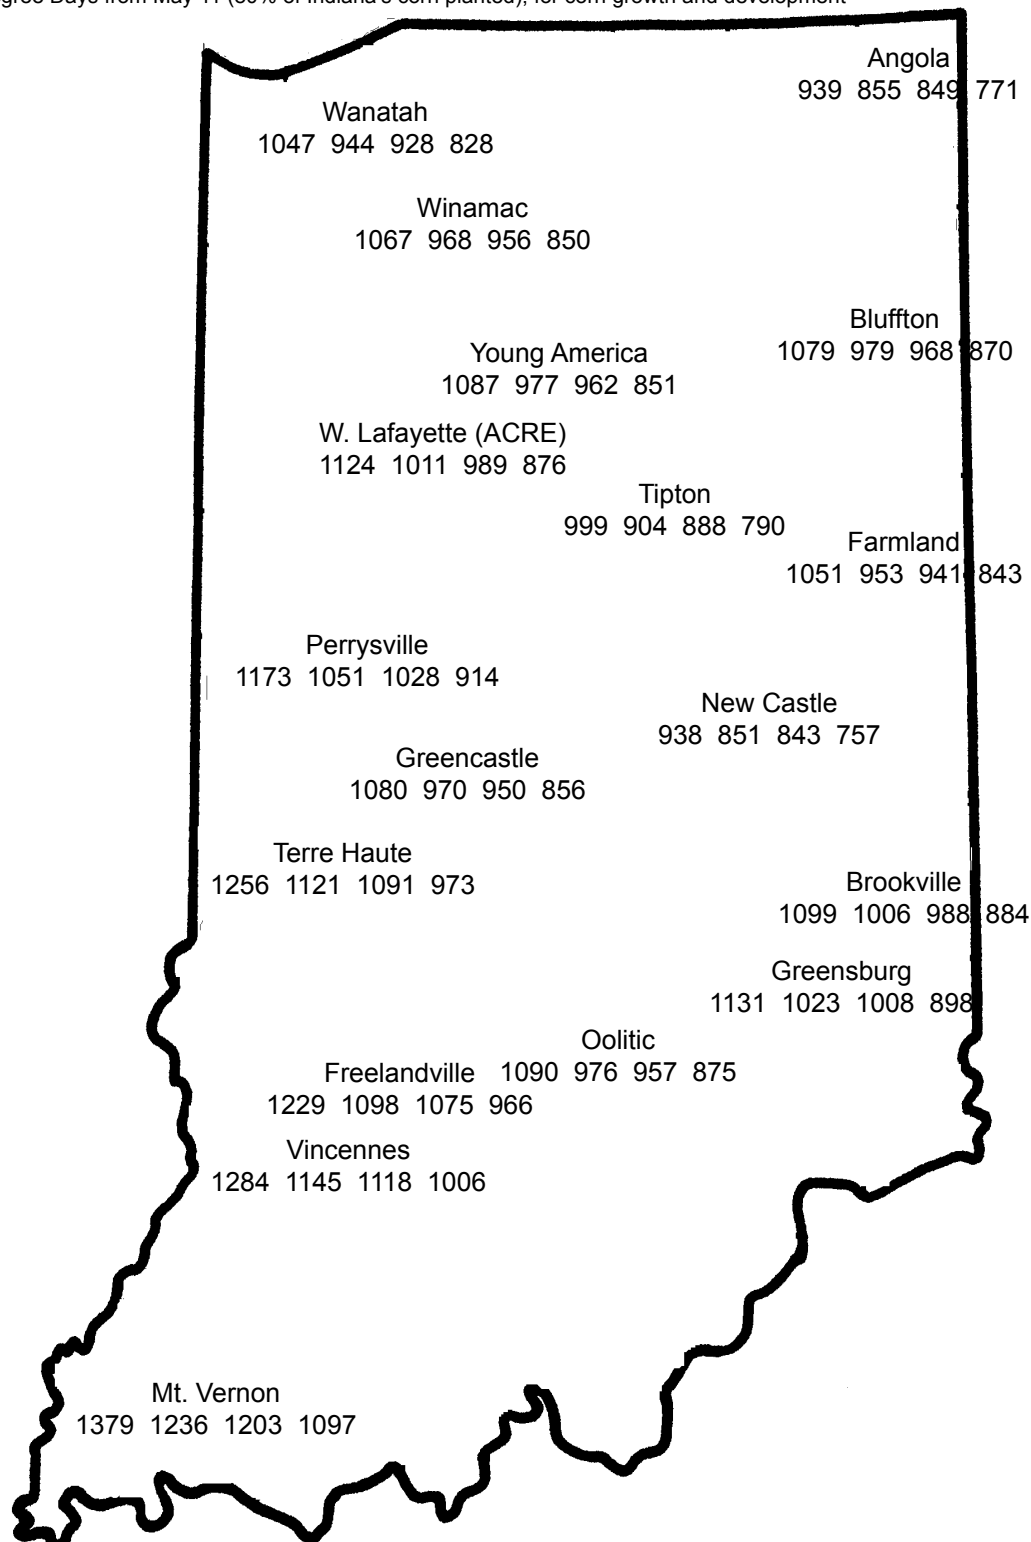 Days from May 11 (80% of Indiana's corn planted), for corn growth and development
Angola
939 855 849 771
Wanatah
1047 944 928 828
Winamac
1067 968 956 850
Bluffton
1079 979 968 870
Young America
1087 977 962 851
W. Lafayette (ACRE)
1124 1011 989 876
Tipton
999 904 888 790
Farmland
1051 953 941 843
Perrysville
1173 1051 1028 914
New Castle
938 851 843 757
Greencastle
1080 970 950 856
Terre Haute
1256 1121 1091 973
Brookville
1099 1006 988 884
Greensburg
1131 1023 1008 898
Oolitic
1090 976 957 875
Freelandville
1229 1098 1075 966
Vincennes
1284 1145 1118 1006
Mt. Vernon
1379 1236 1203 1097